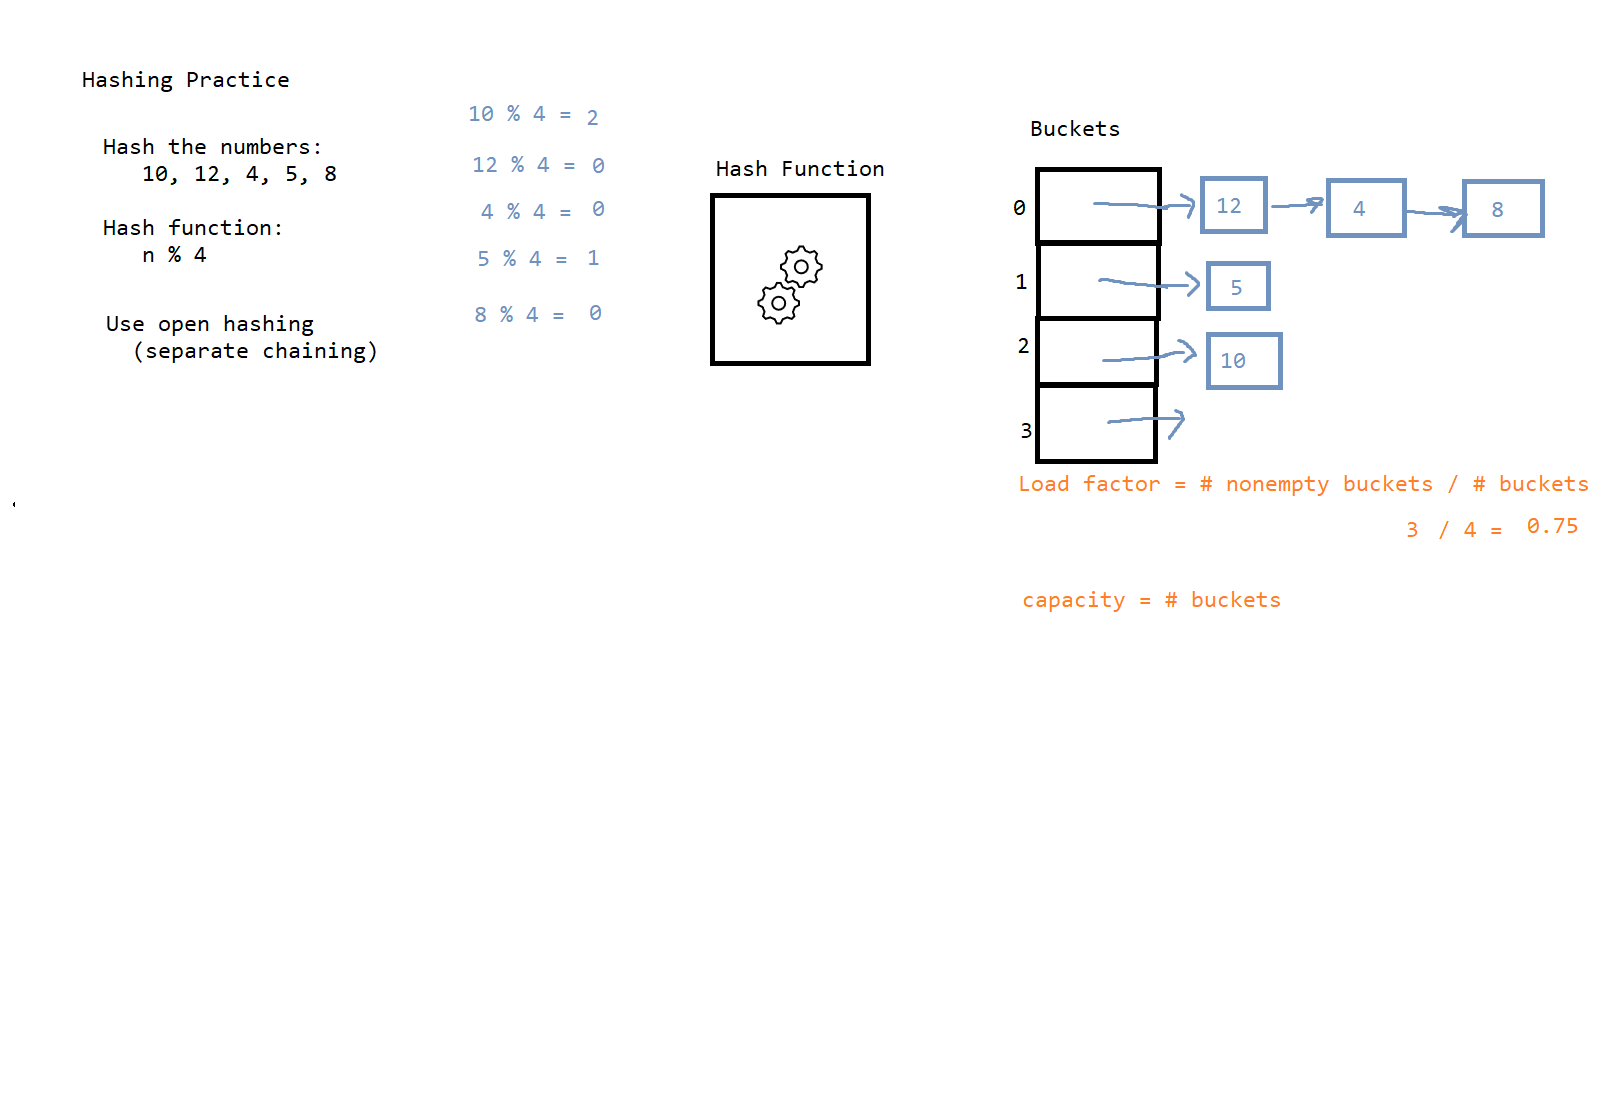 Hashing Practice
Hash the numbers:
10, 12, 4, 5, 8
Hash function:
n % 4
Use open hashing
(separate chaining)
10 % 4 = 2
12 % 4 = 0
4 % 4 = 0
5 % 4 = 1
8 % 4 = 0
Hash Function
Buckets
0 12 4 8
1 5
2 10
3
Load factor = # nonempty buckets / # buckets
3 / 4 = 0.75
capacity = # buckets